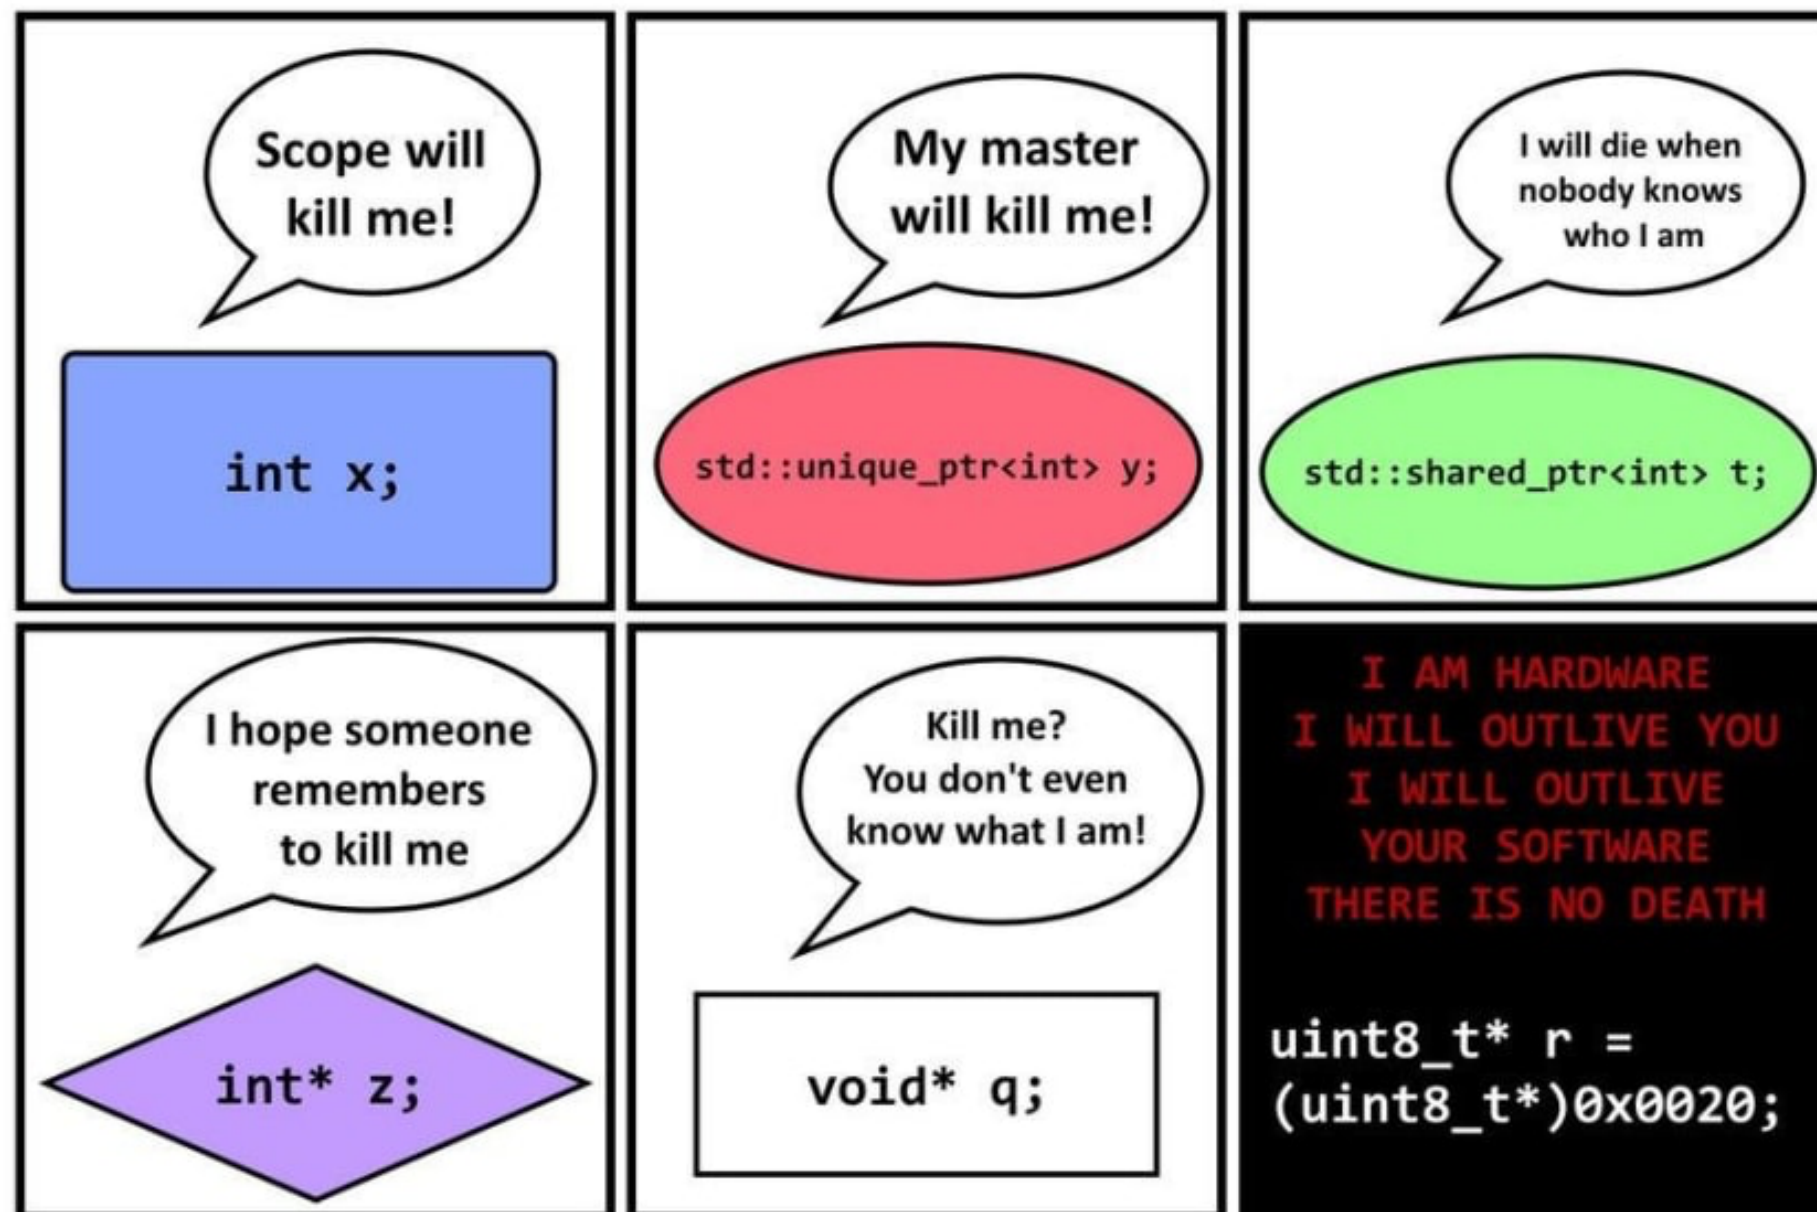 Scope will
kill me!
int x;
My master
will kill me!
std::unique_ptr<int> y;
I will die when
nobody knows
who I am
std::shared_ptr<int> t;
I hope someone
remembers
to kill me
int* z;
Kill me?
You don't even
know what I am!
void* q;
I AM HARDWARE
I WILL OUTLIVE YOU
I WILL OUTLIVE
YOUR SOFTWARE
THERE IS NO DEATH
uint8_t* r =
(uint8_t*)0x0020;